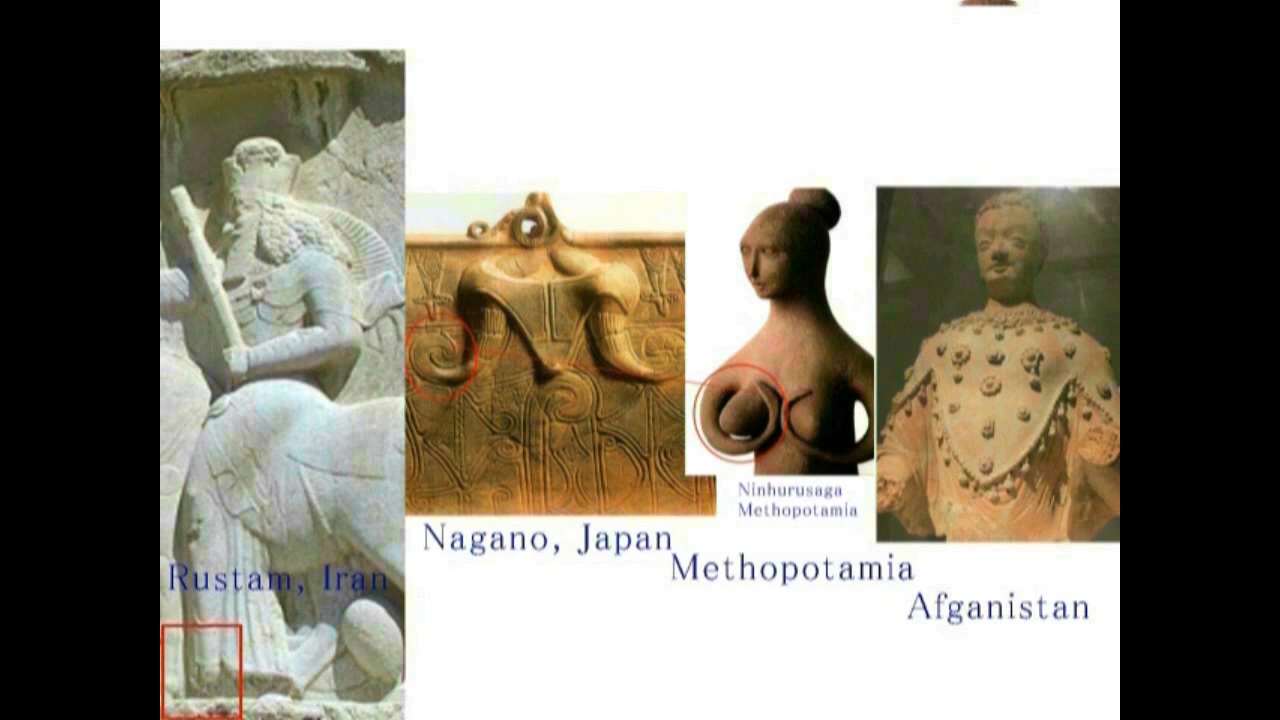 Ninhurusaga
Methopotamia
Nagano, Japan
Methopotamia
Rustam, Iran
Afganistan